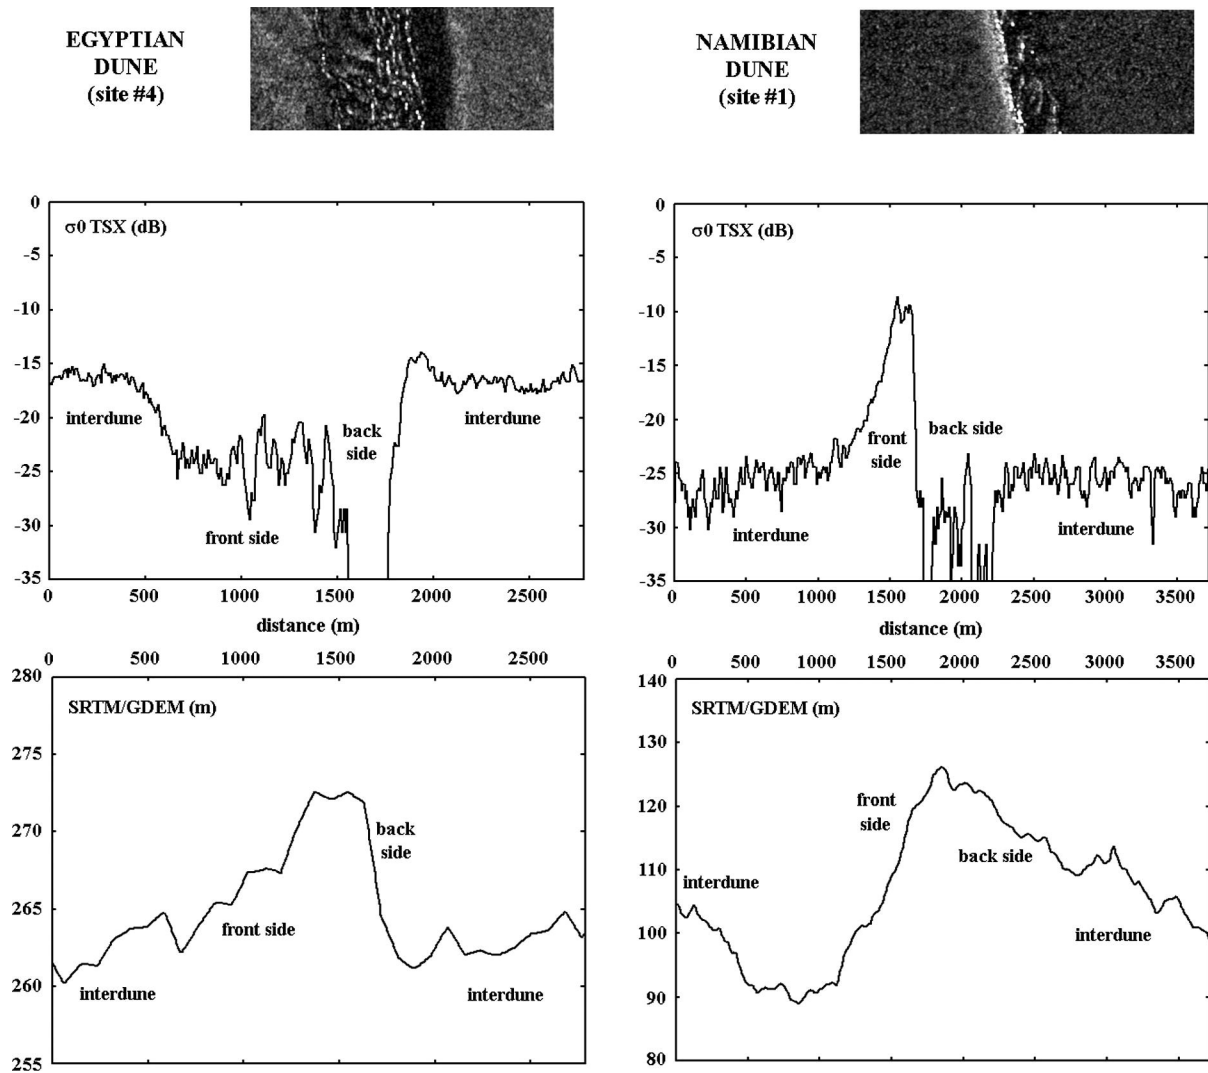 EGYPTIAN
DUNE
(site #4)
NAMIBIAN
DUNE
(site #1)
0
-5
-10
-15
-20
-25
-30
-35
σ0 TSX (dB)
interdune
front side
back
side
interdune
0 500 1000 1500 2000 2500
distance (m)
0
-5
-10
-15
-20
-25
-30
-35
σ0 TSX (dB)
interdune
front
side
back side
interdune
0 500 1000 1500 2000 2500 3000 3500
distance (m)
0 500 1000 1500 2000 2500
280
275
270
265
260
255
SRTM/GDEM (m)
interdune
front side
back
side
interdune
0 500 1000 1500 2000 2500 3000 3500
140
130
120
110
100
90
80
SRTM/GDEM (m)
interdune
front
side
back side
interdune